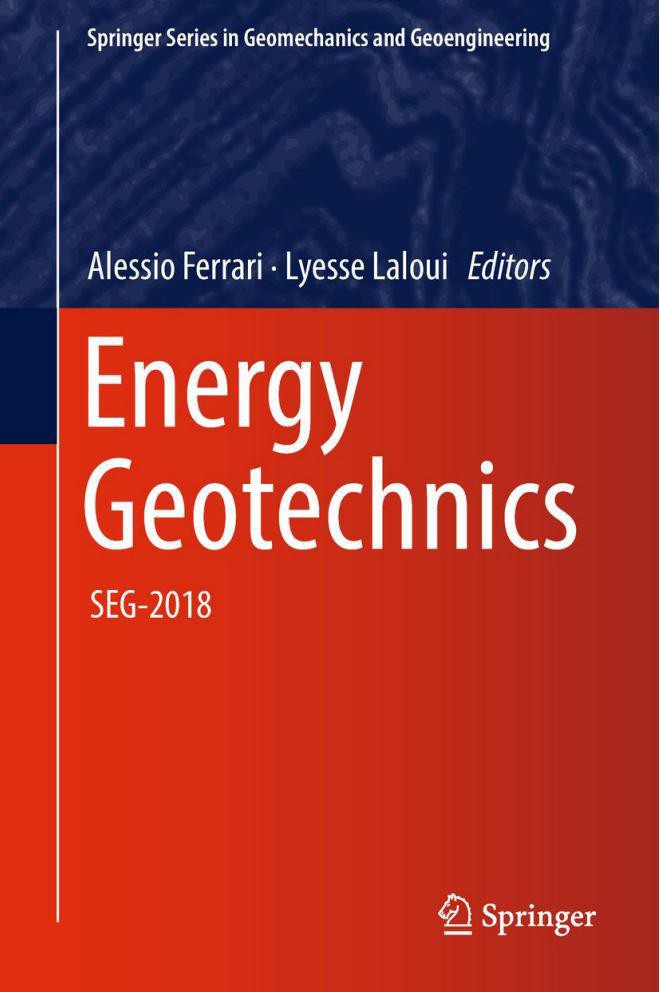 Springer Series in Geomechanics and Geoengineering
Alessio Ferrari · Lyesse Laloui Editors
Energy
Geotechnics
SEG-2018
Springer